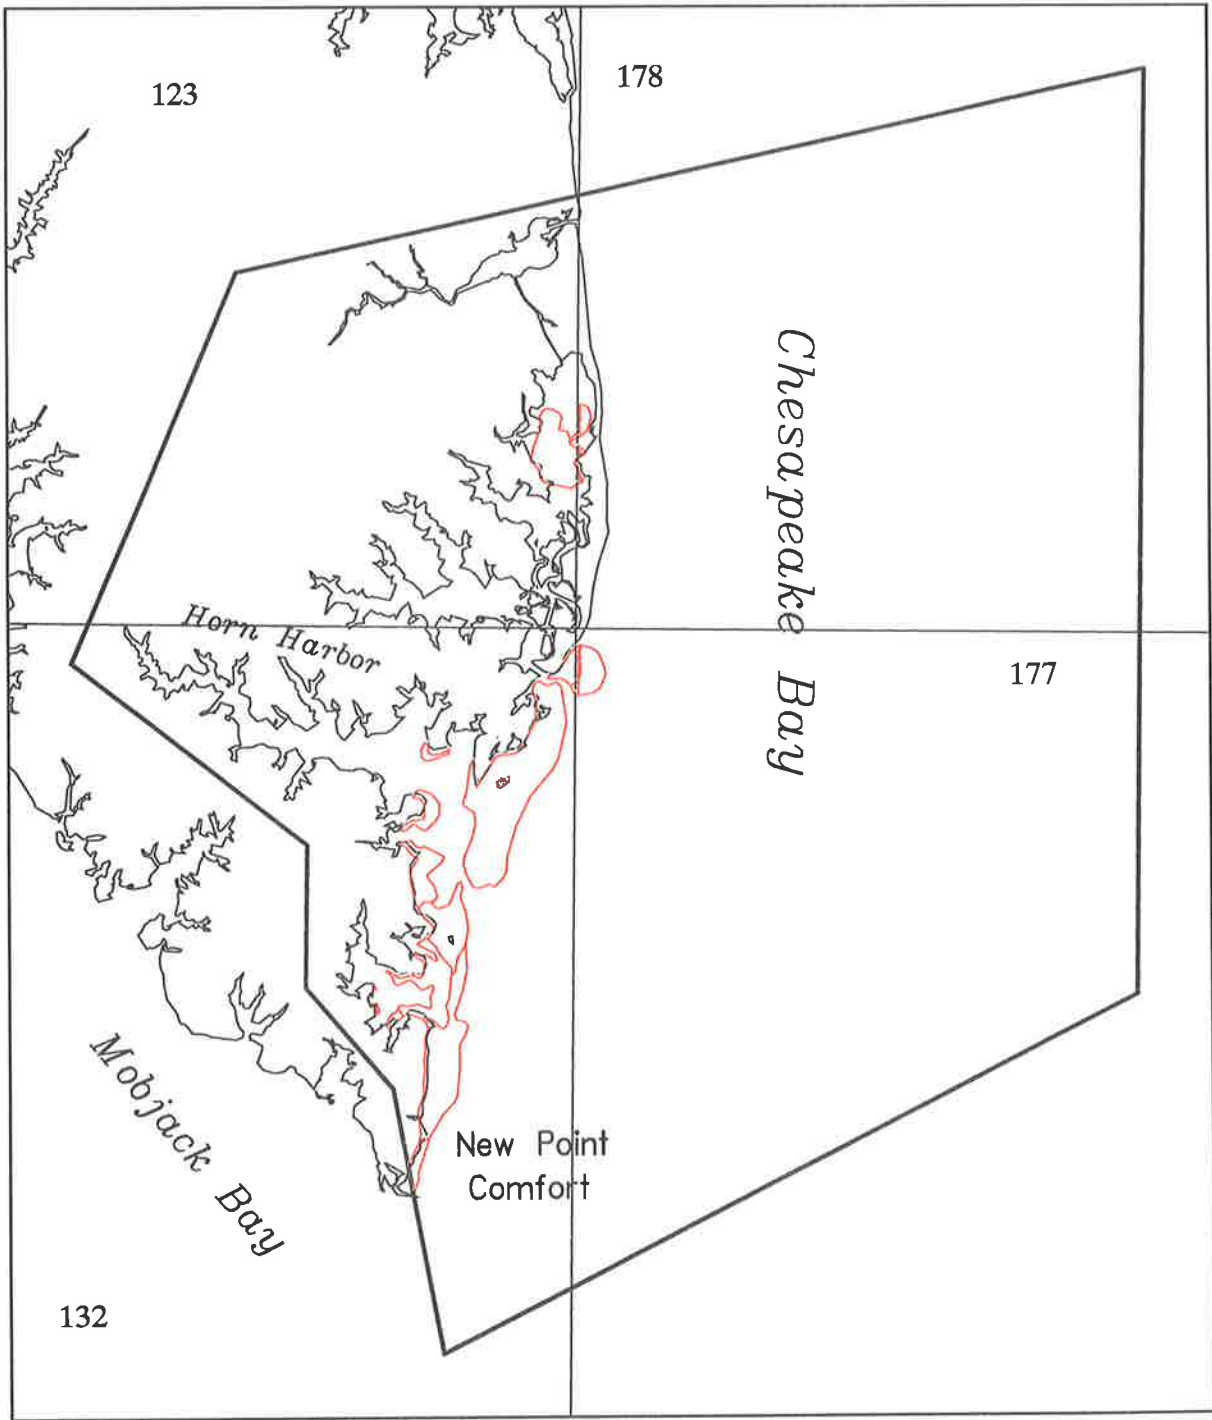 178
123
Chesapeake Bay
Horn Harbor
177
New Point
Comfort
Mobjack Bay
132